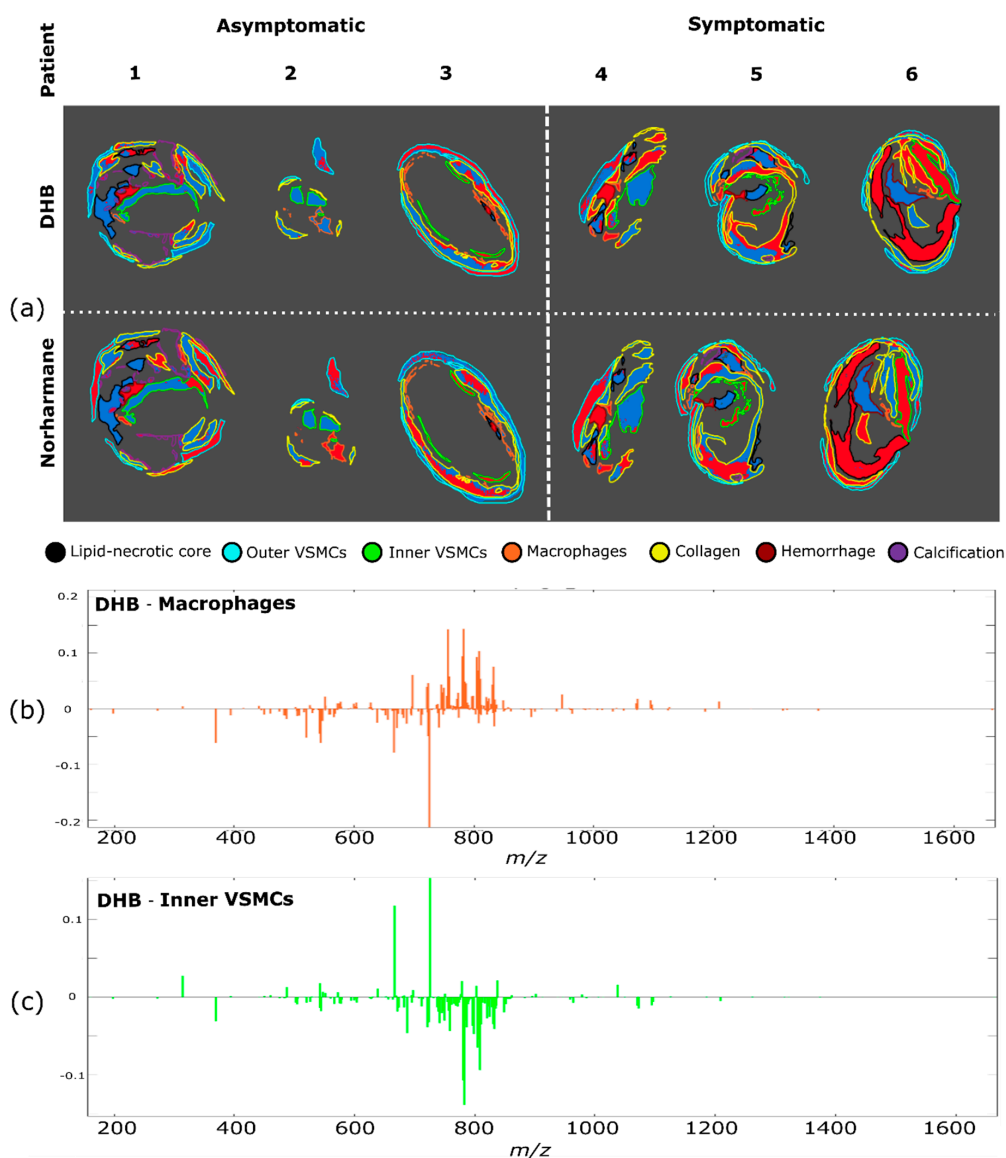 Asymptomatic Symptomatic
Patient 1 2 3 4 5 6
DHB
(a)
Norharmane
Lipid-necrotic core Outer VSMCs Inner VSMCs Macrophages Collagen Hemorrhage Calcification
(b)
DHB - Macrophages
0.2
0.1
0
-0.1
-0.2
200 400 600 800 1000 1200 1400 1600
m/z
(c)
DHB - Inner VSMCs
0.1
0
-0.1
200 400 600 800 1000 1200 1400 1600
m/z